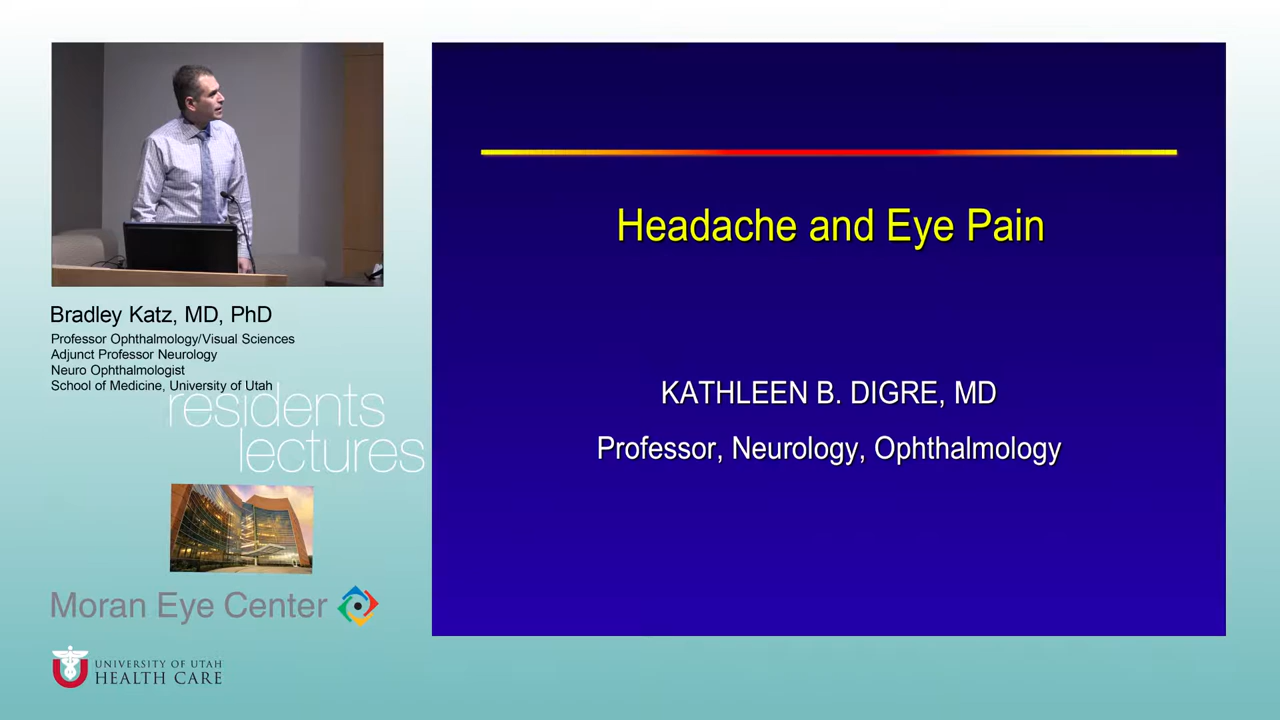 Bradley Katz, MD, PhD
Professor Ophthalmology/Visual Sciences
Adjunct Professor Neurology
Neuro Ophthalmologist
School of Medicine, University of Utah
residents
lectures
Moran Eye Center
UNIVERSITY OF UTAH
HEALTH CARE
Headache and Eye Pain
KATHLEEN B. DIGRE, MD
Professor, Neurology, Ophthalmology